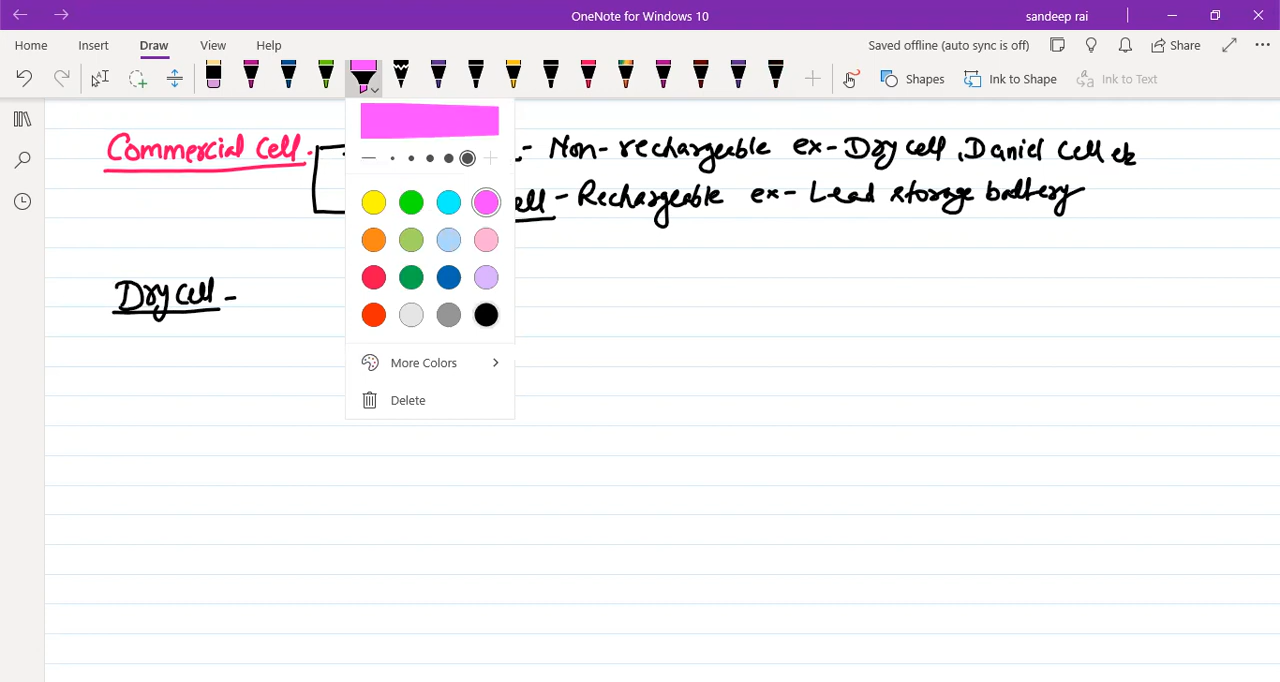 OneNote for Windows 10
sandeep rai
Home Insert Draw View Help
Saved offline (auto sync is off) Share
Shapes Ink to Shape Ink to Text
Commercial Cell - Non-rechargeable ex- Dry cell, Daniel Cell etc
ell - Rechargeable ex- Lead storage battery
Dry Cell -
More Colors
Delete